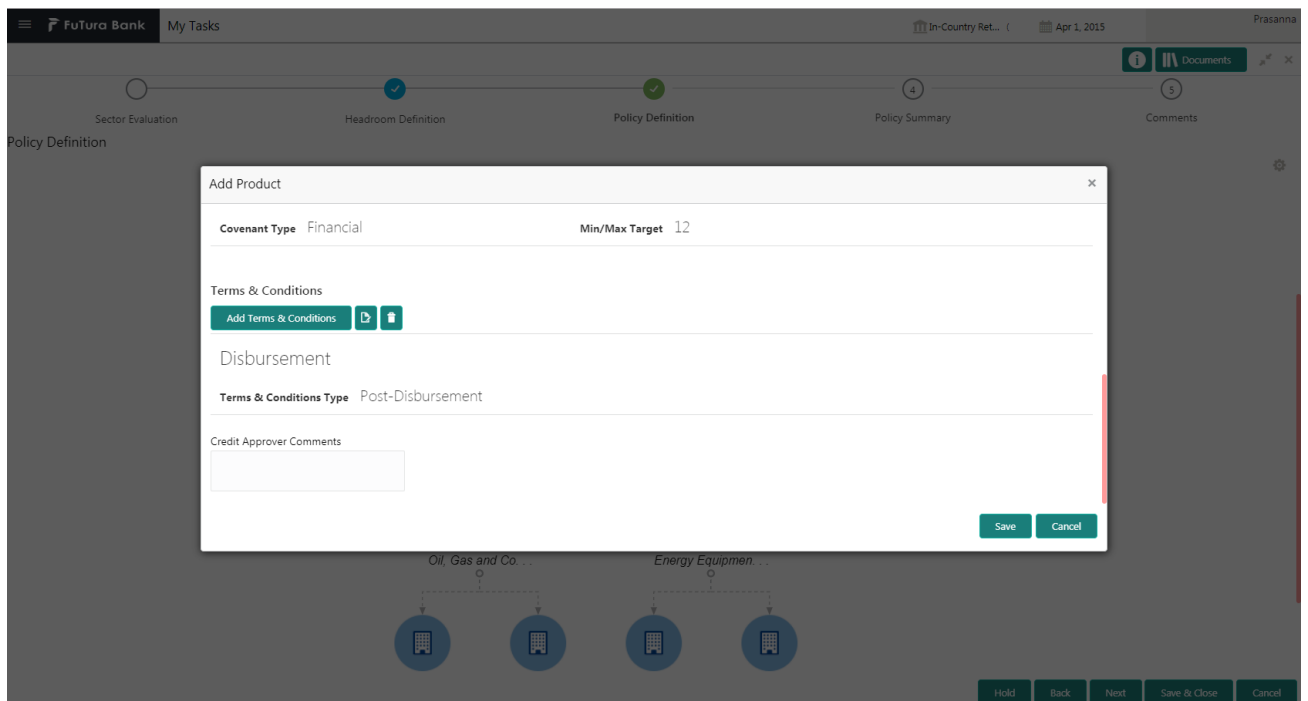 FuTura Bank My Tasks In-Country Ret... ( Apr 1, 2015 Prasanna
i Documents
4 5
Sector Evaluation Headroom Definition Policy Definition Policy Summary Comments
Policy Definition
Add Product ×
Covenant Type Financial Min/Max Target 12
Terms & Conditions
Add Terms & Conditions
Disbursement
Terms & Conditions Type Post-Disbursement
Credit Approver Comments
Save Cancel
Oil, Gas and Co. . . Energy Equipmen. . .
Hold Back Next Save & Close Cancel